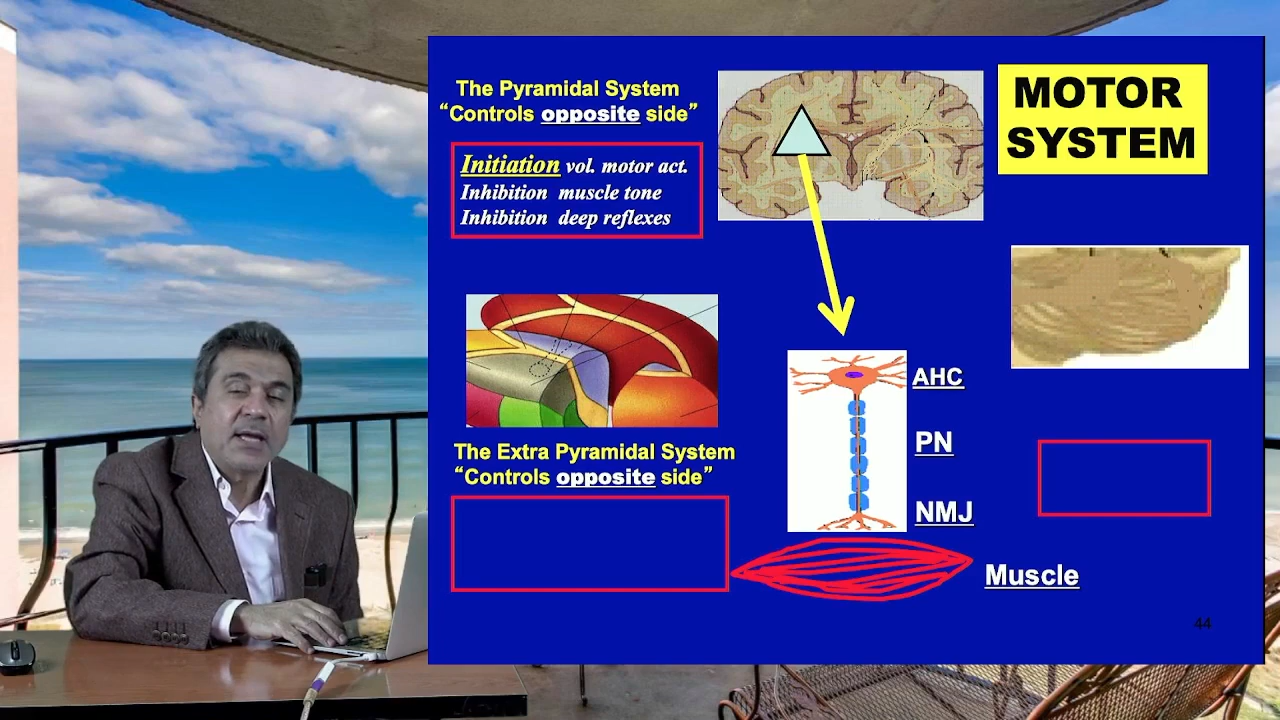 The Pyramidal System
“Controls opposite side”
Initiation vol. motor act.
Inhibition muscle tone
Inhibition deep reflexes
MOTOR
SYSTEM
The Extra Pyramidal System
“Controls opposite side”
AHC
PN
NMJ
Muscle
44